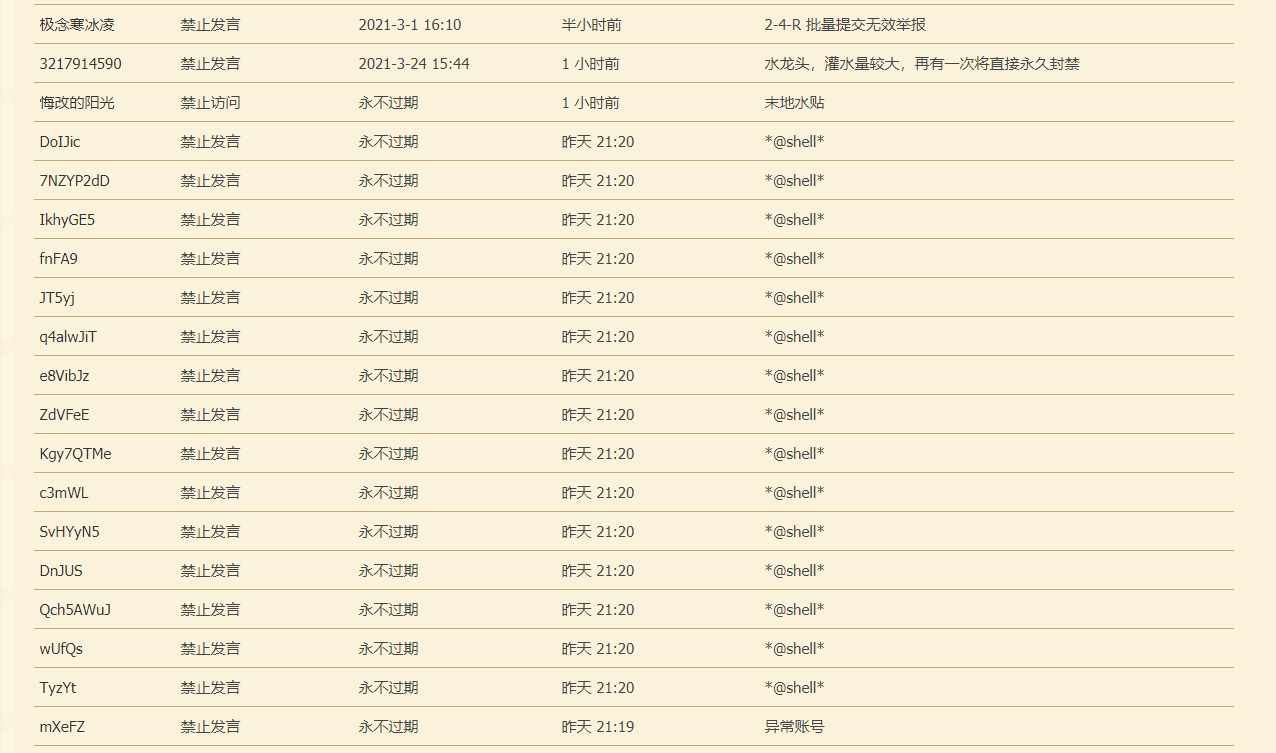 极念寒冰凌 禁止发言 2021-3-1 16:10 半小时前 2-4-R 批量提交无效举报
3217914590 禁止发言 2021-3-24 15:44 1 小时前 水龙头，灌水量较大，再有一次将直接永久封禁
悔改的阳光 禁止访问 永不过期 1 小时前 末地水贴
DoIJic 禁止发言 永不过期 昨天 21:20 *@shell*
7NZYP2dD 禁止发言 永不过期 昨天 21:20 *@shell*
IkhyGE5 禁止发言 永不过期 昨天 21:20 *@shell*
fnFA9 禁止发言 永不过期 昨天 21:20 *@shell*
JT5yj 禁止发言 永不过期 昨天 21:20 *@shell*
q4alwJiT 禁止发言 永不过期 昨天 21:20 *@shell*
e8VibJz 禁止发言 永不过期 昨天 21:20 *@shell*
ZdVFeE 禁止发言 永不过期 昨天 21:20 *@shell*
Kgy7QTMe 禁止发言 永不过期 昨天 21:20 *@shell*
c3mWL 禁止发言 永不过期 昨天 21:20 *@shell*
SvHYyN5 禁止发言 永不过期 昨天 21:20 *@shell*
DnJUS 禁止发言 永不过期 昨天 21:20 *@shell*
Qch5AWuJ 禁止发言 永不过期 昨天 21:20 *@shell*
wUfQs 禁止发言 永不过期 昨天 21:20 *@shell*
TyzYt 禁止发言 永不过期 昨天 21:20 *@shell*
mXeFZ 禁止发言 永不过期 昨天 21:19 异常账号